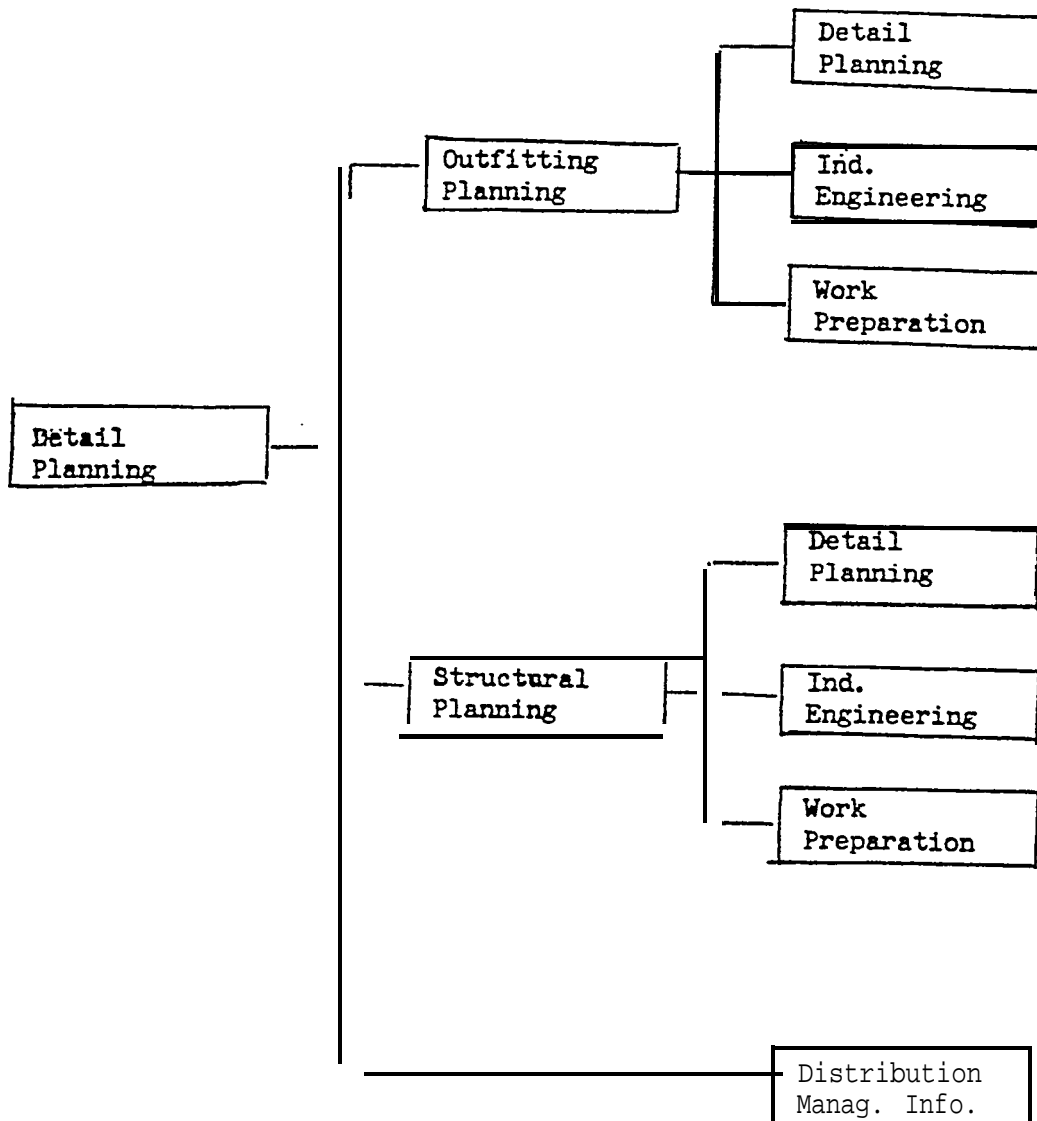 Detail
Planning
Outfitting
Planning
Ind.
Engineering
Work
Preparation
Detail
Planning
Detail
Planning
Structural
Planning
Ind.
Engineering
Work
Preparation
Distribution
Manag. Info.